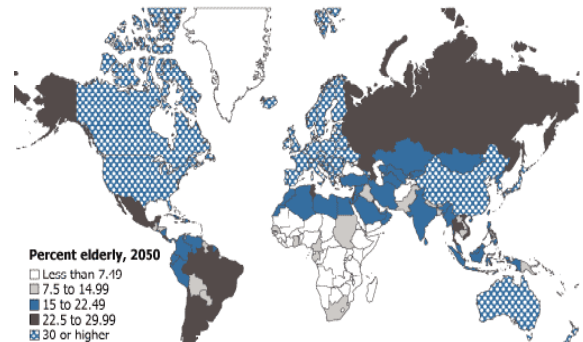 Percent elderly, 2050
Less than 7.49
7.5 to 14.99
15 to 22.49
22.5 to 29.99
30 or higher